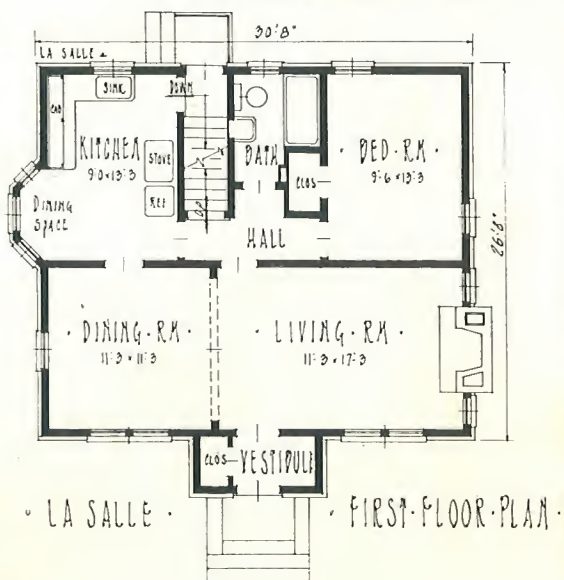 30'8"
LA SALLE
SINK
DOWN
CAB
KITCHEN
9'0 x 13'3
STOVE
REF
DINING
SPACE
UP
BATH
CLOS
· BED·RM ·
9'-6 x 13'3
HALL
26'8"
· DINING·RM ·
11'3 x 11'3
· LIVING·RM ·
11'3 x 17'3
CLOS
VESTIBULE
· LA SALLE ·
· FIRST·FLOOR·PLAN ·